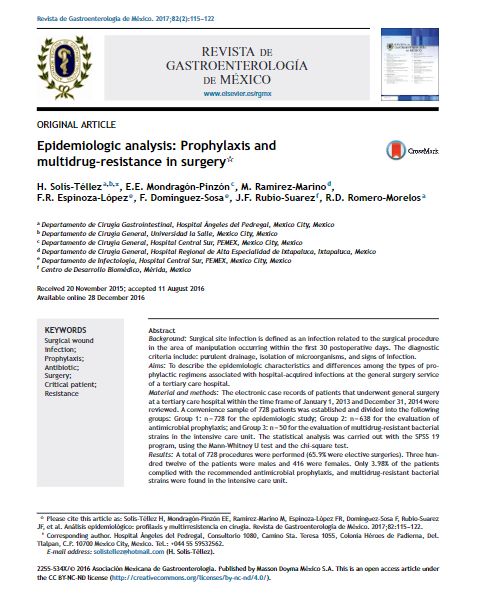 Revista de Gastroenterología de México. 2017;82(2):115---122
REVISTA DE
GASTROENTEROLOGÍA
DE MÉXICO
www.elsevier.es/rgmx
ORIGINAL ARTICLE
Epidemiologic analysis: Prophylaxis and
multidrug-resistance in surgery☆
CrossMark
H. Solís-Téllez a,b,∗, E.E. Mondragón-Pinzón c, M. Ramírez-Marino d,
F.R. Espinoza-López e, F. Domínguez-Sosa e, J.F. Rubio-Suarez f, R.D. Romero-Morelos a
a Departamento de Cirugía Gastrointestinal, Hospital Ángeles del Pedregal, Mexico City, Mexico
b Departamento de Cirugía General, Universidad la Salle, Mexico City, Mexico
c Departamento de Cirugía General, Hospital Central Sur, PEMEX, Mexico City, Mexico
d Departamento de Cirugía General, Hospital Regional de Alta Especialidad de Ixtapaluca, Ixtapaluca, Mexico
e Departamento de Infectología, Hospital Central Sur, PEMEX, Mexico City, Mexico
f Centro de Desarrollo Biomédico, Mérida, Mexico
Received 20 November 2015; accepted 11 August 2016
Available online 28 December 2016
KEYWORDS
Surgical wound
infection;
Prophylaxis;
Antibiotic;
Surgery;
Critical patient;
Resistance
Abstract
Background: Surgical site infection is defined as an infection related to the surgical procedure
in the area of manipulation occurring within the first 30 postoperative days. The diagnostic
criteria include: purulent drainage, isolation of microorganisms, and signs of infection.
Aims: To describe the epidemiologic characteristics and differences among the types of pro-
phylactic regimens associated with hospital-acquired infections at the general surgery service
of a tertiary care hospital.
Material and methods: The electronic case records of patients that underwent general surgery
at a tertiary care hospital within the time frame of January 1, 2013 and December 31, 2014 were
reviewed. A convenience sample of 728 patients was established and divided into the following
groups: Group 1: n = 728 for the epidemiologic study; Group 2: n = 638 for the evaluation of
antimicrobial prophylaxis; and Group 3: n = 50 for the evaluation of multidrug-resistant bacterial
strains in the intensive care unit. The statistical analysis was carried out with the SPSS 19
program, using the Mann-Whitney U test and the chi-square test.
Results: A total of 728 procedures were performed (65.9% were elective surgeries). Three hun-
dred twelve of the patients were males and 416 were females. Only 3.98% of the patients
complied with the recommended antimicrobial prophylaxis, and multidrug-resistant bacterial
strains were found in the intensive care unit.
☆ Please cite this article as: Solís-Téllez H, Mondragón-Pinzón EE, Ramírez-Marino M, Espinoza-López FR, Domínguez-Sosa F, Rubio-Suarez
JF, et al. Análisis epidemiológico: profilaxis y multirresistencia en cirugía. Revista de Gastroenterología de México. 2017;82:115---122.
∗ Corresponding author. Hospital Ángeles del Pedregal, Consultorio 1080, Camino Sta. Teresa 1055, Colonia Héroes de Padierna, Del.
Tlalpan, C.P. 10700 Mexico City, Mexico. Tel.: +044 55 59532562.
E-mail address: solistellez@hotmail.com (H. Solís-Téllez).
2255-534X/© 2016 Asociación Mexicana de Gastroenterología. Published by Masson Doyma México S.A. This is an open access article under
the CC BY-NC-ND license (http://creativecommons.org/licenses/by-nc-nd/4.0/).